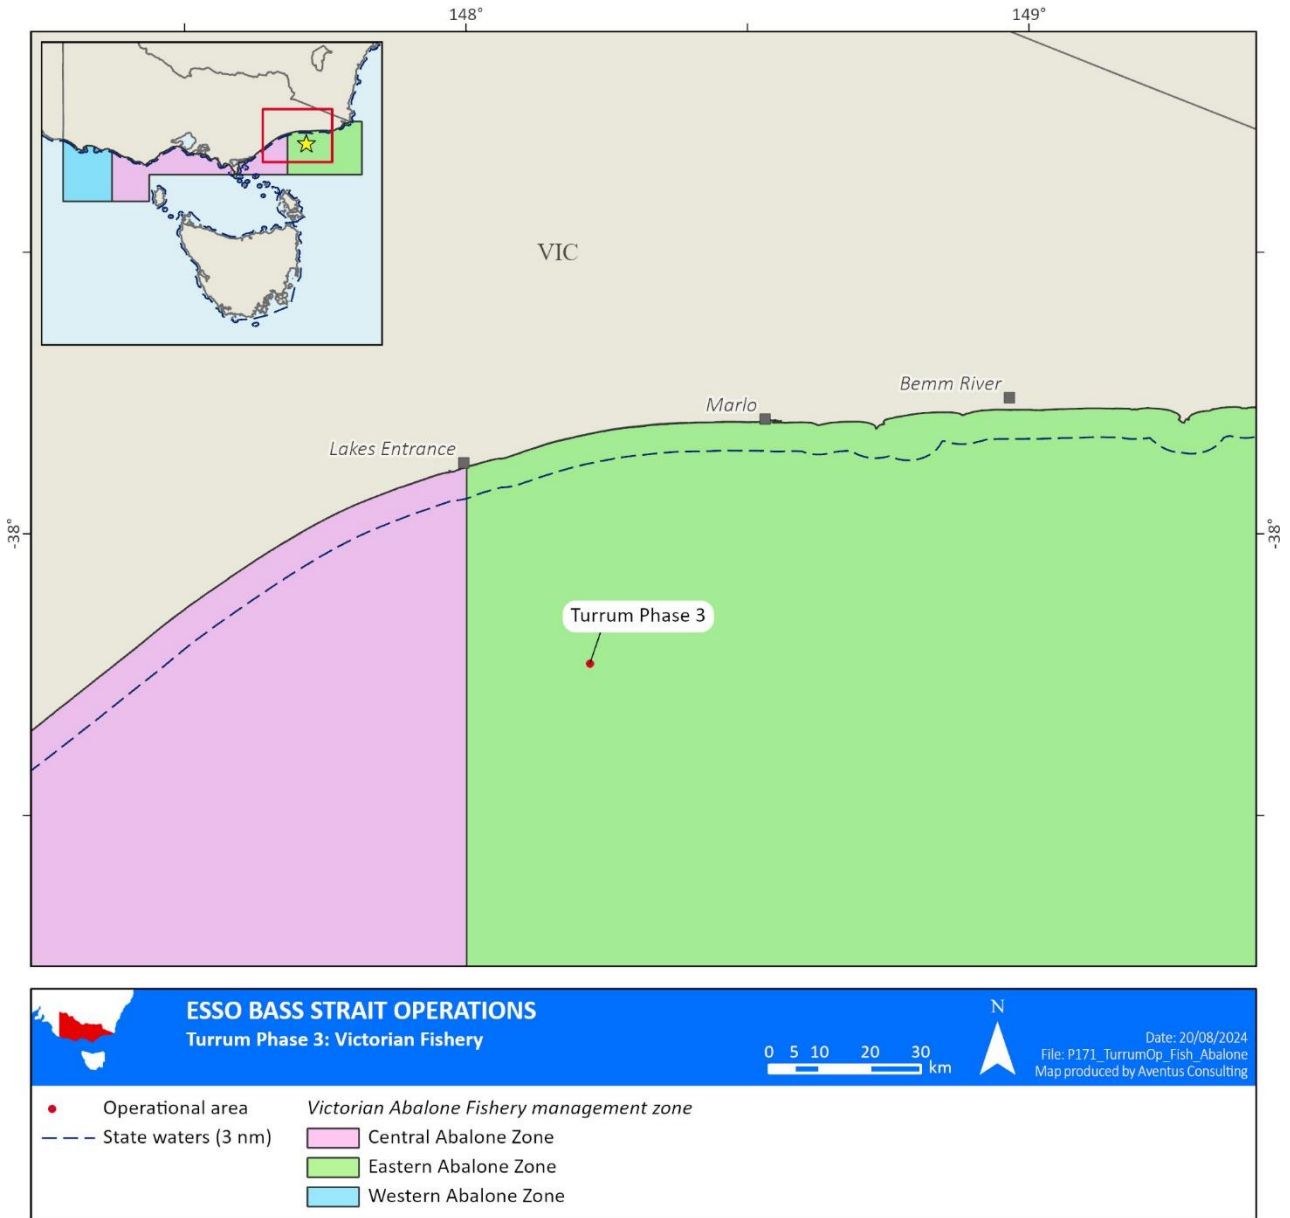 148°
149°
VIC
Bemm River
Marlo
Lakes Entrance
-38°
-38°
Turrum Phase 3
ESSO BASS STRAIT OPERATIONS
Turrum Phase 3: Victorian Fishery
0 5 10 20 30
km
N
Date: 20/08/2024
File: P171_TurrumOp_Fish_Abalone
Map produced by Aventus Consulting
Operational area
State waters (3 nm)
Victorian Abalone Fishery management zone
Central Abalone Zone
Eastern Abalone Zone
Western Abalone Zone